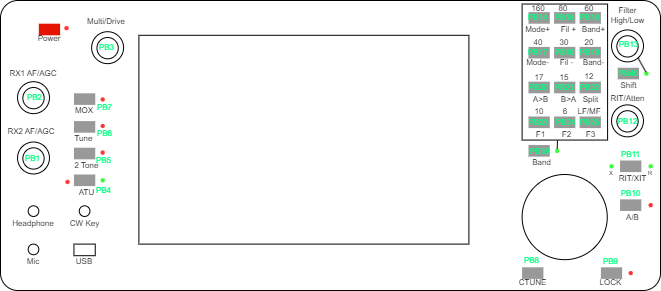 Multi/Drive
PB3
Power
RX1 AF/AGC
PB2
RX2 AF/AGC
PB1
MOX
PB7
Tune
PB6
2 Tone
PB5
ATU
PB4
Headphone
CW Key
Mic
USB
160 80 60
Mode+ Fil + Band+
40 30 20
Mode- Fil - Band-
17 15 12
A>B B>A Split
10 6 LF/MF
F1 F2 F3
Band
Filter
High/Low
PB13
Shift
RIT/Atten
PB12
PB11
X R
RIT/XIT
PB10
A/B
PB8
CTUNE
PB9
LOCK